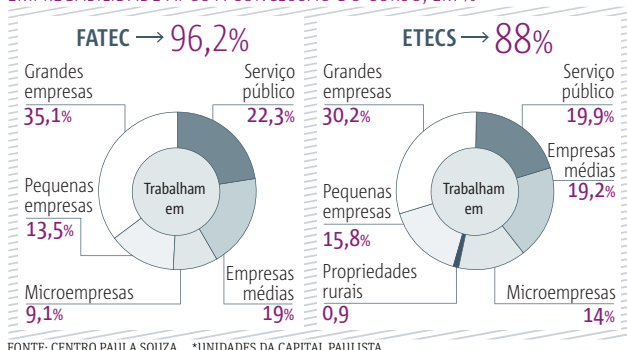 FATEC → 96,2%
Grandes
empresas
35,1%
Serviço
público
22,3%
Pequenas
empresas
13,5%
Trabalham
em
Microempresas
9,1%
Empresas
médias
19%
ETECS → 88%
Grandes
empresas
30,2%
Serviço
público
19,9%
Empresas
médias
19,2%
Pequenas
empresas
15,8%
Trabalham
em
Propriedades
rurais
0,9
Microempresas
14%
FONTE: CENTRO PAULA SOUZA *UNIDADES DA CAPITAL PAULISTA